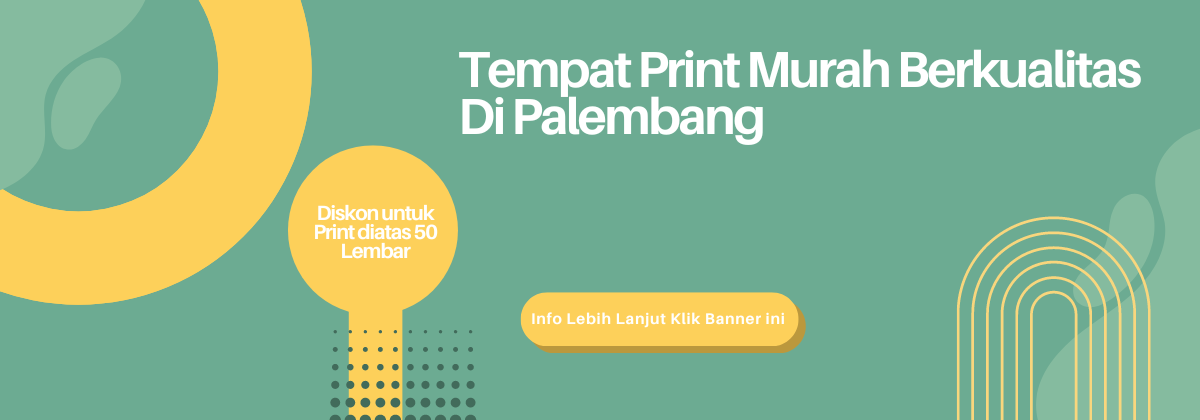 Tempat Print Murah Berkualitas
Di Palembang
Diskon untuk
Print diatas 50
Lembar
Info Lebih Lanjut Klik Banner ini